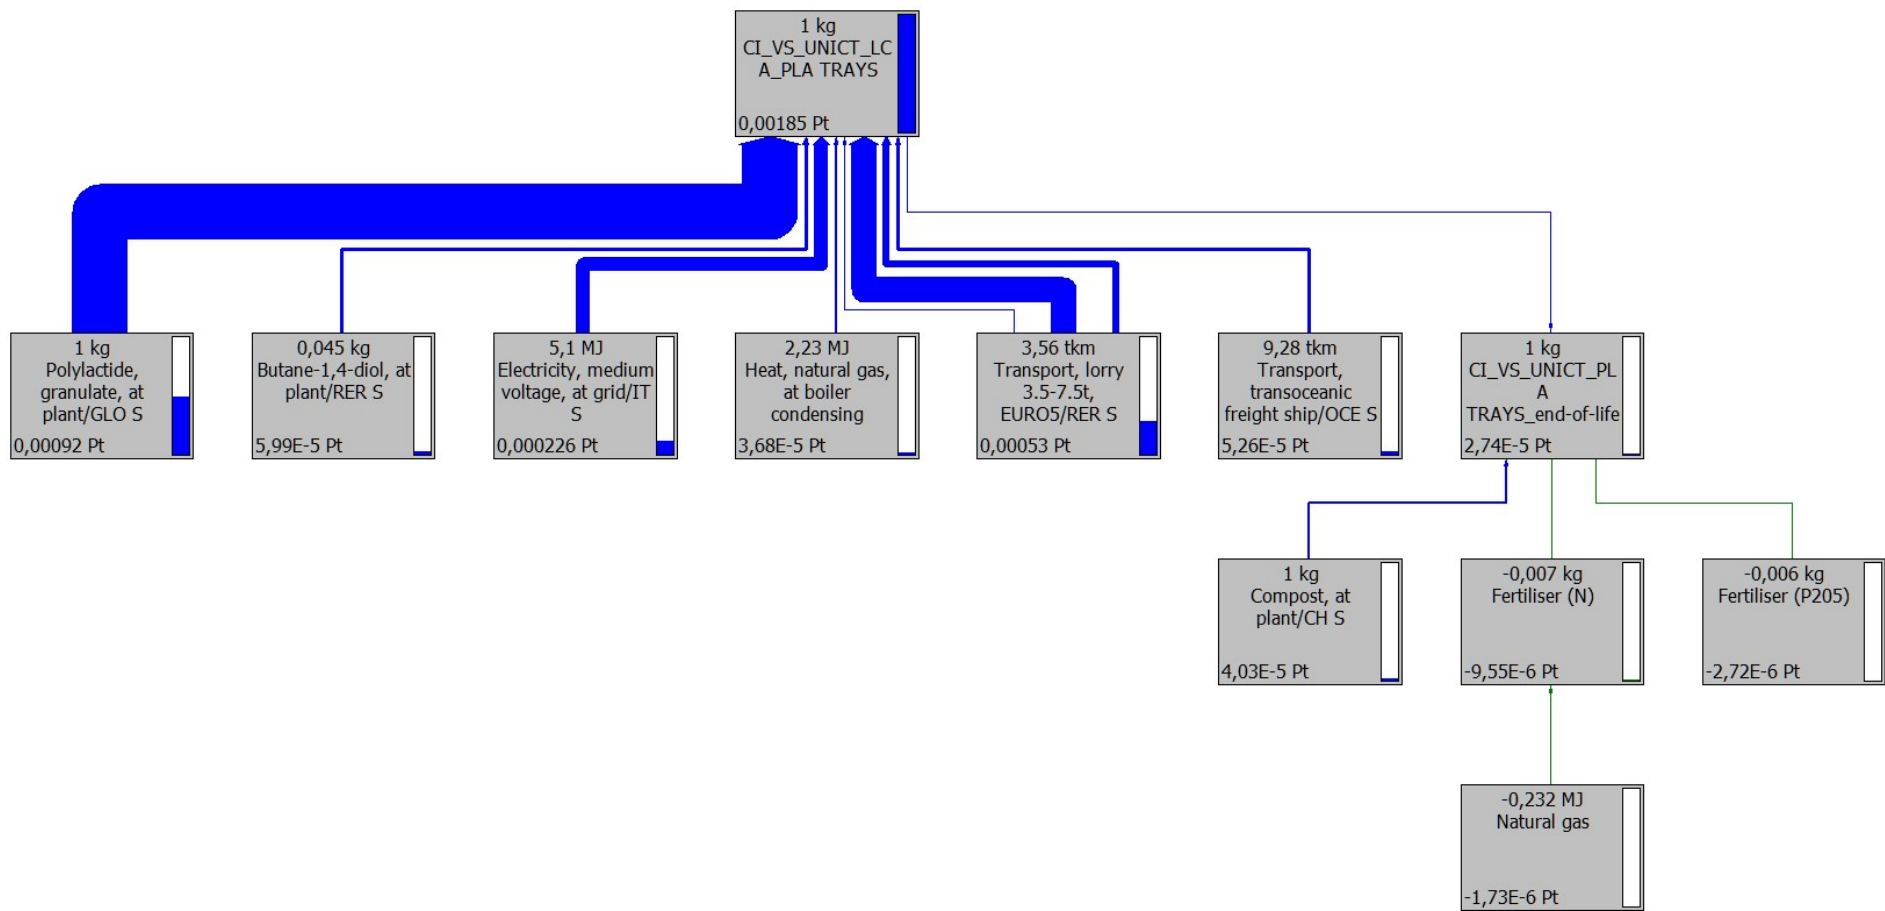 1 kg
CI_VS_UNICT_LC
A_PLA TRAYS
0,00185 Pt
1 kg
Polylactide,
granulate, at
plant/GLO S
0,00092 Pt
0,045 kg
Butane-1,4-diol, at
plant/RER S
5,99E-5 Pt
5,1 MJ
Electricity, medium
voltage, at grid/IT
S
0,000226 Pt
2,23 MJ
Heat, natural gas,
at boiler
condensing
3,68E-5 Pt
3,56 tkm
Transport, lorry
3.5-7.5t,
EURO5/RER S
0,00053 Pt
9,28 tkm
Transport,
transoceanic
freight ship/OCE S
5,26E-5 Pt
1 kg
CI_VS_UNICT_PL
A
TRAYS_end-of-life
2,74E-5 Pt
1 kg
Compost, at
plant/CH S
4,03E-5 Pt
-0,007 kg
Fertiliser (N)
-9,55E-6 Pt
-0,006 kg
Fertiliser (P205)
-2,72E-6 Pt
-0,232 MJ
Natural gas
-1,73E-6 Pt